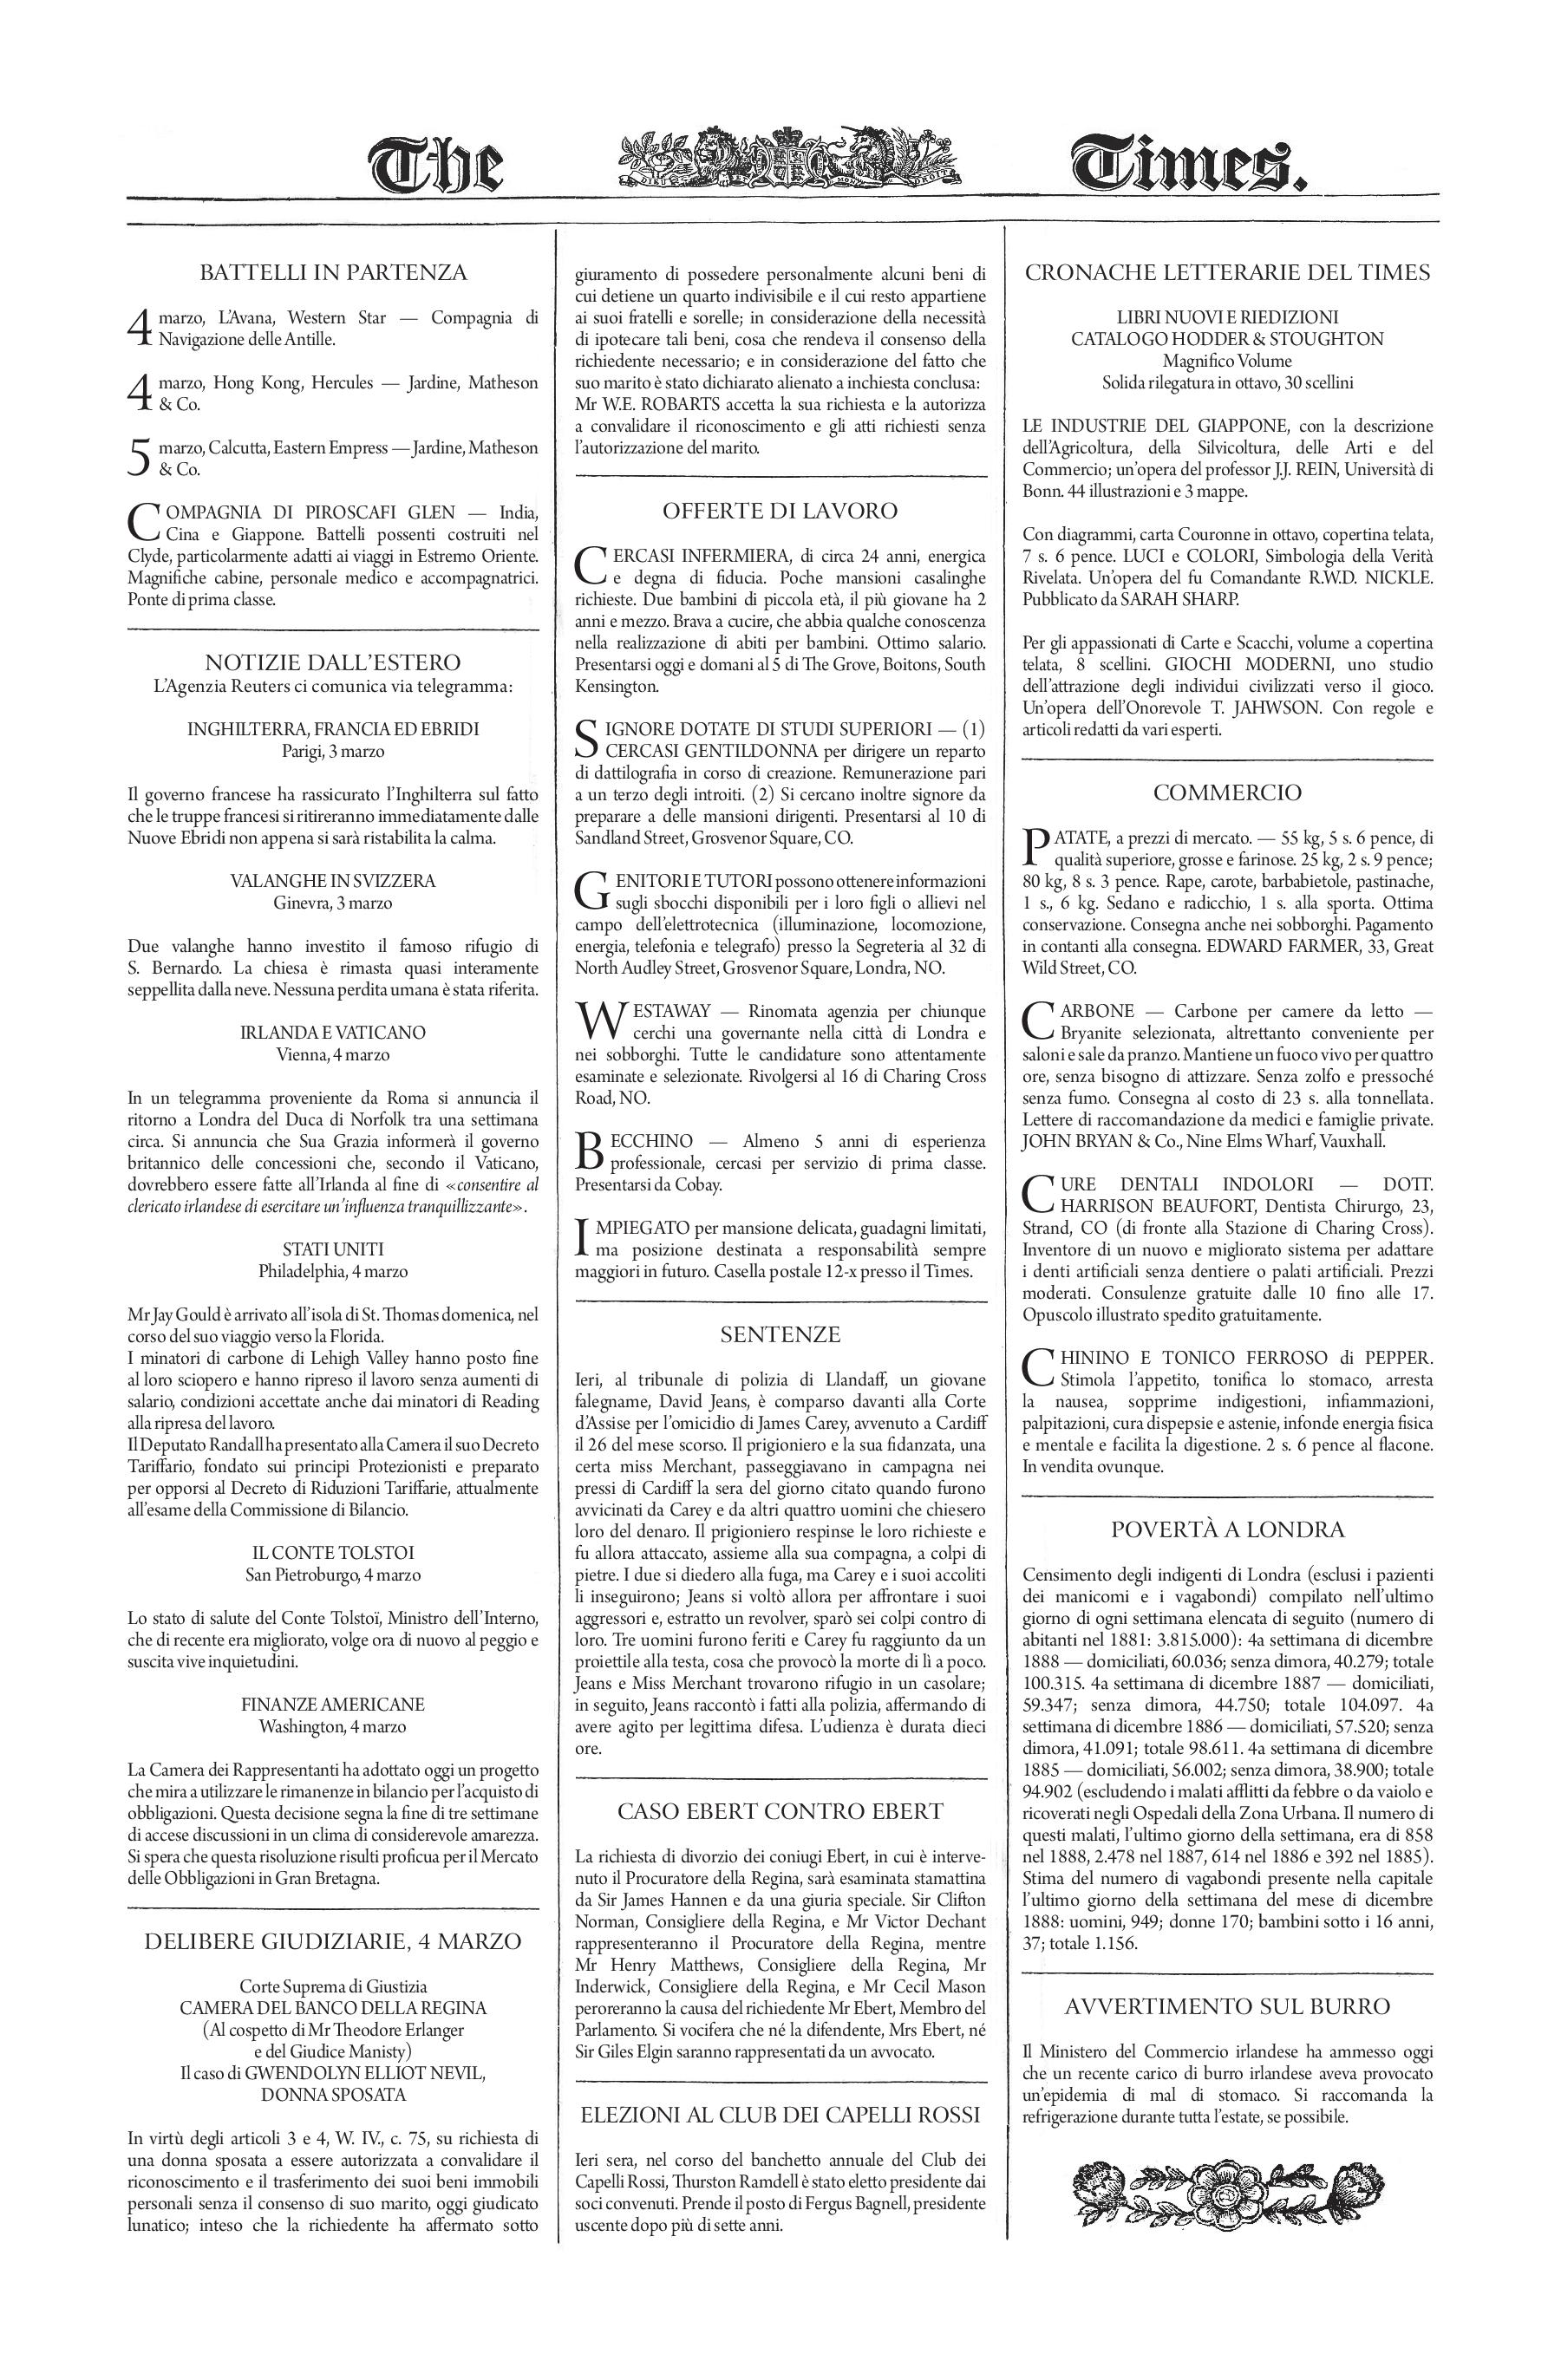 The Times.
DIEU ET MON DROIT
BATTELLI IN PARTENZA
4 marzo, L'Avana, Western Star — Compagnia di
Navigazione delle Antille.
4 marzo, Hong Kong, Hercules — Jardine, Matheson
& Co.
5 marzo, Calcutta, Eastern Empress — Jardine, Matheson
& Co.
COMPAGNIA DI PIROSCAFI GLEN — India,
Cina e Giappone. Battelli possenti costruiti nel
Clyde, particolarmente adatti ai viaggi in Estremo Oriente.
Magnifiche cabine, personale medico e accompagnatrici.
Ponte di prima classe.
NOTIZIE DALL'ESTERO
L'Agenzia Reuters ci comunica via telegramma:
INGHILTERRA, FRANCIA ED EBRIDI
Parigi, 3 marzo
Il governo francese ha rassicurato l'Inghilterra sul fatto
che le truppe francesi si ritireranno immediatamente dalle
Nuove Ebridi non appena si sarà ristabilita la calma.
VALANGHE IN SVIZZERA
Ginevra, 3 marzo
Due valanghe hanno investito il famoso rifugio di
S. Bernardo. La chiesa è rimasta quasi interamente
seppellita dalla neve. Nessuna perdita umana è stata riferita.
IRLANDA E VATICANO
Vienna, 4 marzo
In un telegramma proveniente da Roma si annuncia il
ritorno a Londra del Duca di Norfolk tra una settimana
circa. Si annuncia che Sua Grazia informerà il governo
britannico delle concessioni che, secondo il Vaticano,
dovrebbero essere fatte all'Irlanda al fine di «consentire al
clericato irlandese di esercitare un'influenza tranquillizzante».
STATI UNITI
Philadelphia, 4 marzo
Mr Jay Gould è arrivato all'isola di St. Thomas domenica, nel
corso del suo viaggio verso la Florida.
I minatori di carbone di Lehigh Valley hanno posto fine
al loro sciopero e hanno ripreso il lavoro senza aumenti di
salario, condizioni accettate anche dai minatori di Reading
alla ripresa del lavoro.
Il Deputato Randall ha presentato alla Camera il suo Decreto
Tariffario, fondato sui principi Protezionisti e preparato
per opporsi al Decreto di Riduzioni Tariffarie, attualmente
all'esame della Commissione di Bilancio.
IL CONTE TOLSTOI
San Pietroburgo, 4 marzo
Lo stato di salute del Conte Tolstoï, Ministro dell'Interno,
che di recente era migliorato, volge ora di nuovo al peggio e
suscita vive inquietudini.
FINANZE AMERICANE
Washington, 4 marzo
La Camera dei Rappresentanti ha adottato oggi un progetto
che mira a utilizzare le rimanenze in bilancio per l'acquisto di
obbligazioni. Questa decisione segna la fine di tre settimane
di accese discussioni in un clima di considerevole amarezza.
Si spera che questa risoluzione risulti proficua per il Mercato
delle Obbligazioni in Gran Bretagna.
DELIBERE GIUDIZIARIE, 4 MARZO
Corte Suprema di Giustizia
CAMERA DEL BANCO DELLA REGINA
(Al cospetto di Mr Theodore Erlanger
e del Giudice Manisty)
Il caso di GWENDOLYN ELLIOT NEVIL,
DONNA SPOSATA
In virtù degli articoli 3 e 4, W. IV., c. 75, su richiesta di
una donna sposata a essere autorizzata a convalidare il
riconoscimento e il trasferimento dei suoi beni immobili
personali senza il consenso di suo marito, oggi giudicato
lunatico; inteso che la richiedente ha affermato sotto
giuramento di possedere personalmente alcuni beni di
cui detiene un quarto indivisibile e il cui resto appartiene
ai suoi fratelli e sorelle; in considerazione della necessità
di ipotecare tali beni, cosa che rendeva il consenso della
richiedente necessario; e in considerazione del fatto che
suo marito è stato dichiarato alienato a inchiesta conclusa:
Mr W.E. ROBARTS accetta la sua richiesta e la autorizza
a convalidare il riconoscimento e gli atti richiesti senza
l'autorizzazione del marito.
OFFERTE DI LAVORO
CERCASI INFERMIERA, di circa 24 anni, energica
e degna di fiducia. Poche mansioni casalinghe
richieste. Due bambini di piccola età, il più giovane ha 2
anni e mezzo. Brava a cucire, che abbia qualche conoscenza
nella realizzazione di abiti per bambini. Ottimo salario.
Presentarsi oggi e domani al 5 di The Grove, Boitons, South
Kensington.
SIGNORE DOTATE DI STUDI SUPERIORI — (1)
CERCASI GENTILDONNA per dirigere un reparto
di dattilografia in corso di creazione. Remunerazione pari
a un terzo degli introiti. (2) Si cercano inoltre signore da
preparare a delle mansioni dirigenti. Presentarsi al 10 di
Sandland Street, Grosvenor Square, CO.
GENITORI E TUTORI possono ottenere informazioni
sugli sbocchi disponibili per i loro figli o allievi nel
campo dell'elettrotecnica (illuminazione, locomozione,
energia, telefonia e telegrafo) presso la Segreteria al 32 di
North Audley Street, Grosvenor Square, Londra, NO.
WESTAWAY — Rinomata agenzia per chiunque
cerchi una governante nella città di Londra e
nei sobborghi. Tutte le candidature sono attentamente
esaminate e selezionate. Rivolgersi al 16 di Charing Cross
Road, NO.
BECCHINO — Almeno 5 anni di esperienza
professionale, cercasi per servizio di prima classe.
Presentarsi da Cobay.
IMPIEGATO per mansione delicata, guadagni limitati,
ma posizione destinata a responsabilità sempre
maggiori in futuro. Casella postale 12-x presso il Times.
SENTENZE
Ieri, al tribunale di polizia di Llandaff, un giovane
falegname, David Jeans, è comparso davanti alla Corte
d'Assise per l'omicidio di James Carey, avvenuto a Cardiff
il 26 del mese scorso. Il prigioniero e la sua fidanzata, una
certa miss Merchant, passeggiavano in campagna nei
pressi di Cardiff la sera del giorno citato quando furono
avvicinati da Carey e da altri quattro uomini che chiesero
loro del denaro. Il prigioniero respinse le loro richieste e
fu allora attaccato, assieme alla sua compagna, a colpi di
pietre. I due si diedero alla fuga, ma Carey e i suoi accoliti
li inseguirono; Jeans si voltò allora per affrontare i suoi
aggressori e, estratto un revolver, sparò sei colpi contro di
loro. Tre uomini furono feriti e Carey fu raggiunto da un
proiettile alla testa, cosa che provocò la morte di lì a poco.
Jeans e Miss Merchant trovarono rifugio in un casolare;
in seguito, Jeans raccontò i fatti alla polizia, affermando di
avere agito per legittima difesa. L'udienza è durata dieci
ore.
CASO EBERT CONTRO EBERT
La richiesta di divorzio dei coniugi Ebert, in cui è interve-
nuto il Procuratore della Regina, sarà esaminata stamattina
da Sir James Hannen e da una giuria speciale. Sir Clifton
Norman, Consigliere della Regina, e Mr Victor Dechant
rappresenteranno il Procuratore della Regina, mentre
Mr Henry Matthews, Consigliere della Regina, Mr
Inderwick, Consigliere della Regina, e Mr Cecil Mason
peroreranno la causa del richiedente Mr Ebert, Membro del
Parlamento. Si vocifera che né la difendente, Mrs Ebert, né
Sir Giles Elgin saranno rappresentati da un avvocato.
ELEZIONI AL CLUB DEI CAPELLI ROSSI
Ieri sera, nel corso del banchetto annuale del Club dei
Capelli Rossi, Thurston Ramdell è stato eletto presidente dai
soci convenuti. Prende il posto di Fergus Bagnell, presidente
uscente dopo più di sette anni.
CRONACHE LETTERARIE DEL TIMES
LIBRI NUOVI E RIEDIZIONI
CATALOGO HODDER & STOUGHTON
Magnifico Volume
Solida rilegatura in ottavo, 30 scellini
LE INDUSTRIE DEL GIAPPONE, con la descrizione
dell'Agricoltura, della Silvicoltura, delle Arti e del
Commercio; un'opera del professor J.J. REIN, Università di
Bonn. 44 illustrazioni e 3 mappe.
Con diagrammi, carta Couronne in ottavo, copertina telata,
7 s. 6 pence. LUCI e COLORI, Simbologia della Verità
Rivelata. Un'opera del fu Comandante R.W.D. NICKLE.
Pubblicato da SARAH SHARP.
Per gli appassionati di Carte e Scacchi, volume a copertina
telata, 8 scellini. GIOCHI MODERNI, uno studio
dell'attrazione degli individui civilizzati verso il gioco.
Un'opera dell'Onorevole T. JAHWSON. Con regole e
articoli redatti da vari esperti.
COMMERCIO
PATATE, a prezzi di mercato. — 55 kg, 5 s. 6 pence, di
qualità superiore, grosse e farinose. 25 kg, 2 s. 9 pence;
80 kg, 8 s. 3 pence. Rape, carote, barbabietole, pastinache,
1 s., 6 kg. Sedano e radicchio, 1 s. alla sporta. Ottima
conservazione. Consegna anche nei sobborghi. Pagamento
in contanti alla consegna. EDWARD FARMER, 33, Great
Wild Street, CO.
CARBONE — Carbone per camere da letto —
Bryanite selezionata, altrettanto conveniente per
saloni e sale da pranzo. Mantiene un fuoco vivo per quattro
ore, senza bisogno di attizzare. Senza zolfo e pressoché
senza fumo. Consegna al costo di 23 s. alla tonnellata.
Lettere di raccomandazione da medici e famiglie private.
JOHN BRYAN & Co., Nine Elms Wharf, Vauxhall.
CURE DENTALI INDOLORI — DOTT.
HARRISON BEAUFORT, Dentista Chirurgo, 23,
Strand, CO (di fronte alla Stazione di Charing Cross).
Inventore di un nuovo e migliorato sistema per adattare
i denti artificiali senza dentiere o palati artificiali. Prezzi
moderati. Consulenze gratuite dalle 10 fino alle 17.
Opuscolo illustrato spedito gratuitamente.
CHININO E TONICO FERROSO di PEPPER.
Stimola l'appetito, tonifica lo stomaco, arresta
la nausea, sopprime indigestioni, infiammazioni,
palpitazioni, cura dispepsie e astenie, infonde energia fisica
e mentale e facilita la digestione. 2 s. 6 pence al flacone.
In vendita ovunque.
POVERTÀ A LONDRA
Censimento degli indigenti di Londra (esclusi i pazienti
dei manicomi e i vagabondi) compilato nell'ultimo
giorno di ogni settimana elencata di seguito (numero di
abitanti nel 1881: 3.815.000): 4a settimana di dicembre
1888 — domiciliati, 60.036; senza dimora, 40.279; totale
100.315. 4a settimana di dicembre 1887 — domiciliati,
59.347; senza dimora, 44.750; totale 104.097. 4a
settimana di dicembre 1886 — domiciliati, 57.520; senza
dimora, 41.091; totale 98.611. 4a settimana di dicembre
1885 — domiciliati, 56.002; senza dimora, 38.900; totale
94.902 (escludendo i malati afflitti da febbre o da vaiolo e
ricoverati negli Ospedali della Zona Urbana. Il numero di
questi malati, l'ultimo giorno della settimana, era di 858
nel 1888, 2.478 nel 1887, 614 nel 1886 e 392 nel 1885).
Stima del numero di vagabondi presente nella capitale
l'ultimo giorno della settimana del mese di dicembre
1888: uomini, 949; donne 170; bambini sotto i 16 anni,
37; totale 1.156.
AVVERTIMENTO SUL BURRO
Il Ministero del Commercio irlandese ha ammesso oggi
che un recente carico di burro irlandese aveva provocato
un'epidemia di mal di stomaco. Si raccomanda la
refrigerazione durante tutta l'estate, se possibile.